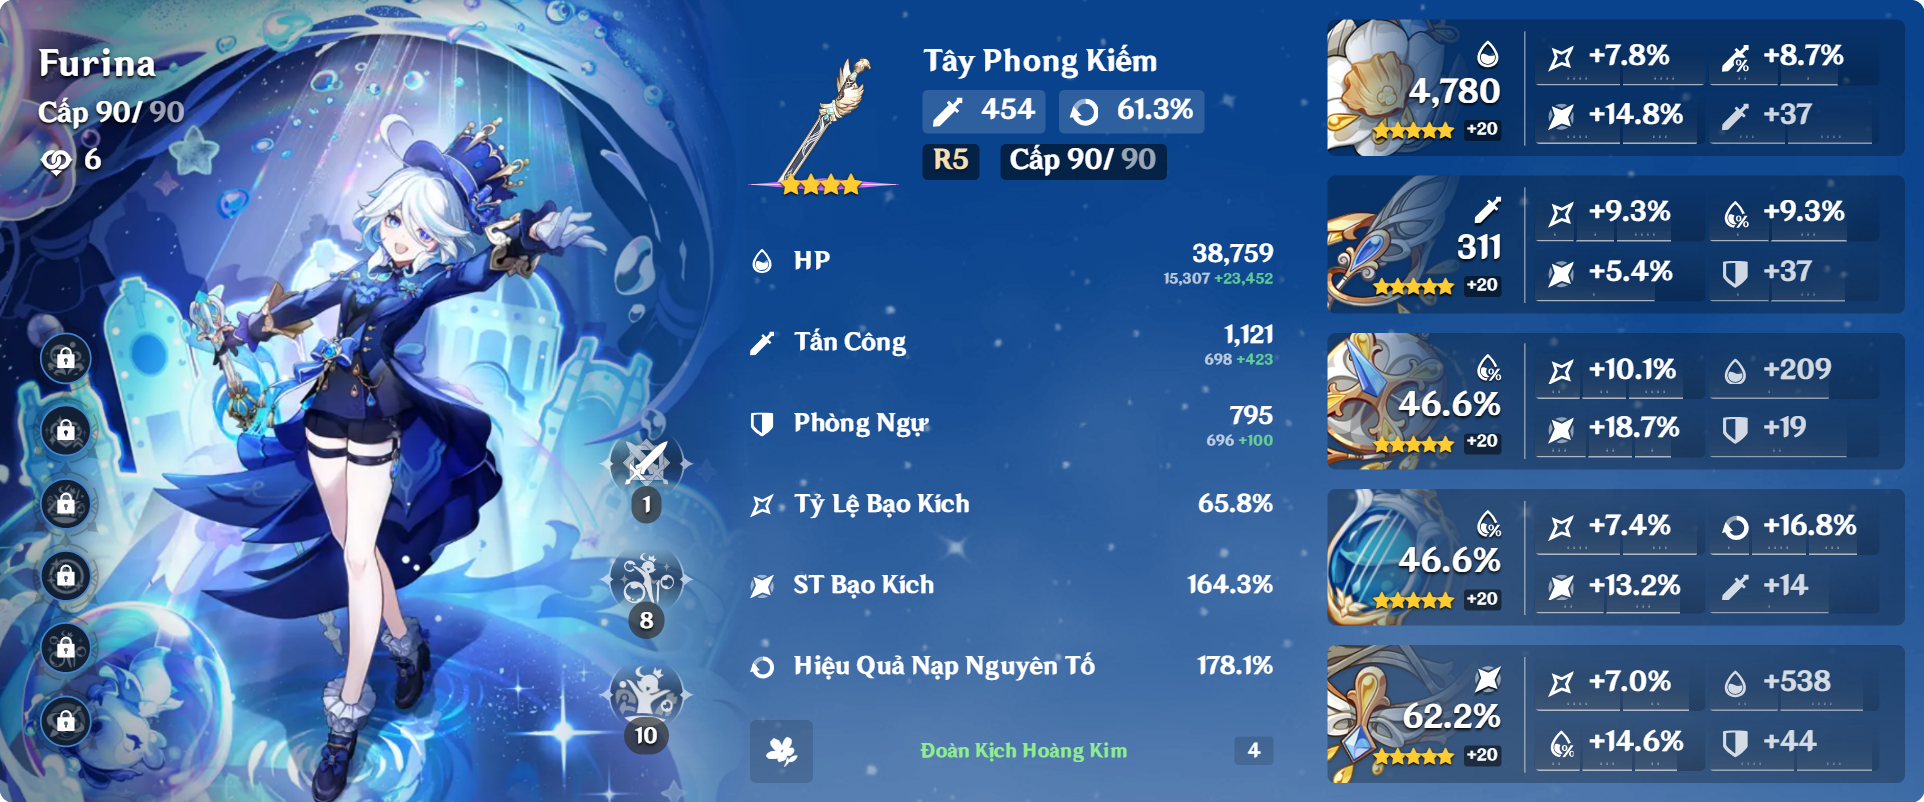 Furina
Cấp 90/ 90
6
1
8
10
Tây Phong Kiếm
454 61.3%
R5 Cấp 90/ 90
HP 38,759
15,307 +23,452
Tấn Công 1,121
698 +423
Phòng Ngự 795
696 +100
Tỷ Lệ Bạo Kích 65.8%
ST Bạo Kích 164.3%
Hiệu Quả Nạp Nguyên Tố 178.1%
Đoàn Kịch Hoàng Kim 4
4,780
+20
+7.8% +8.7%
+14.8% +37
311
+20
+9.3% +9.3%
+5.4% +37
46.6%
+20
+10.1% +209
+18.7% +19
46.6%
+20
+7.4% +16.8%
+13.2% +14
62.2%
+20
+7.0% +538
+14.6% +44